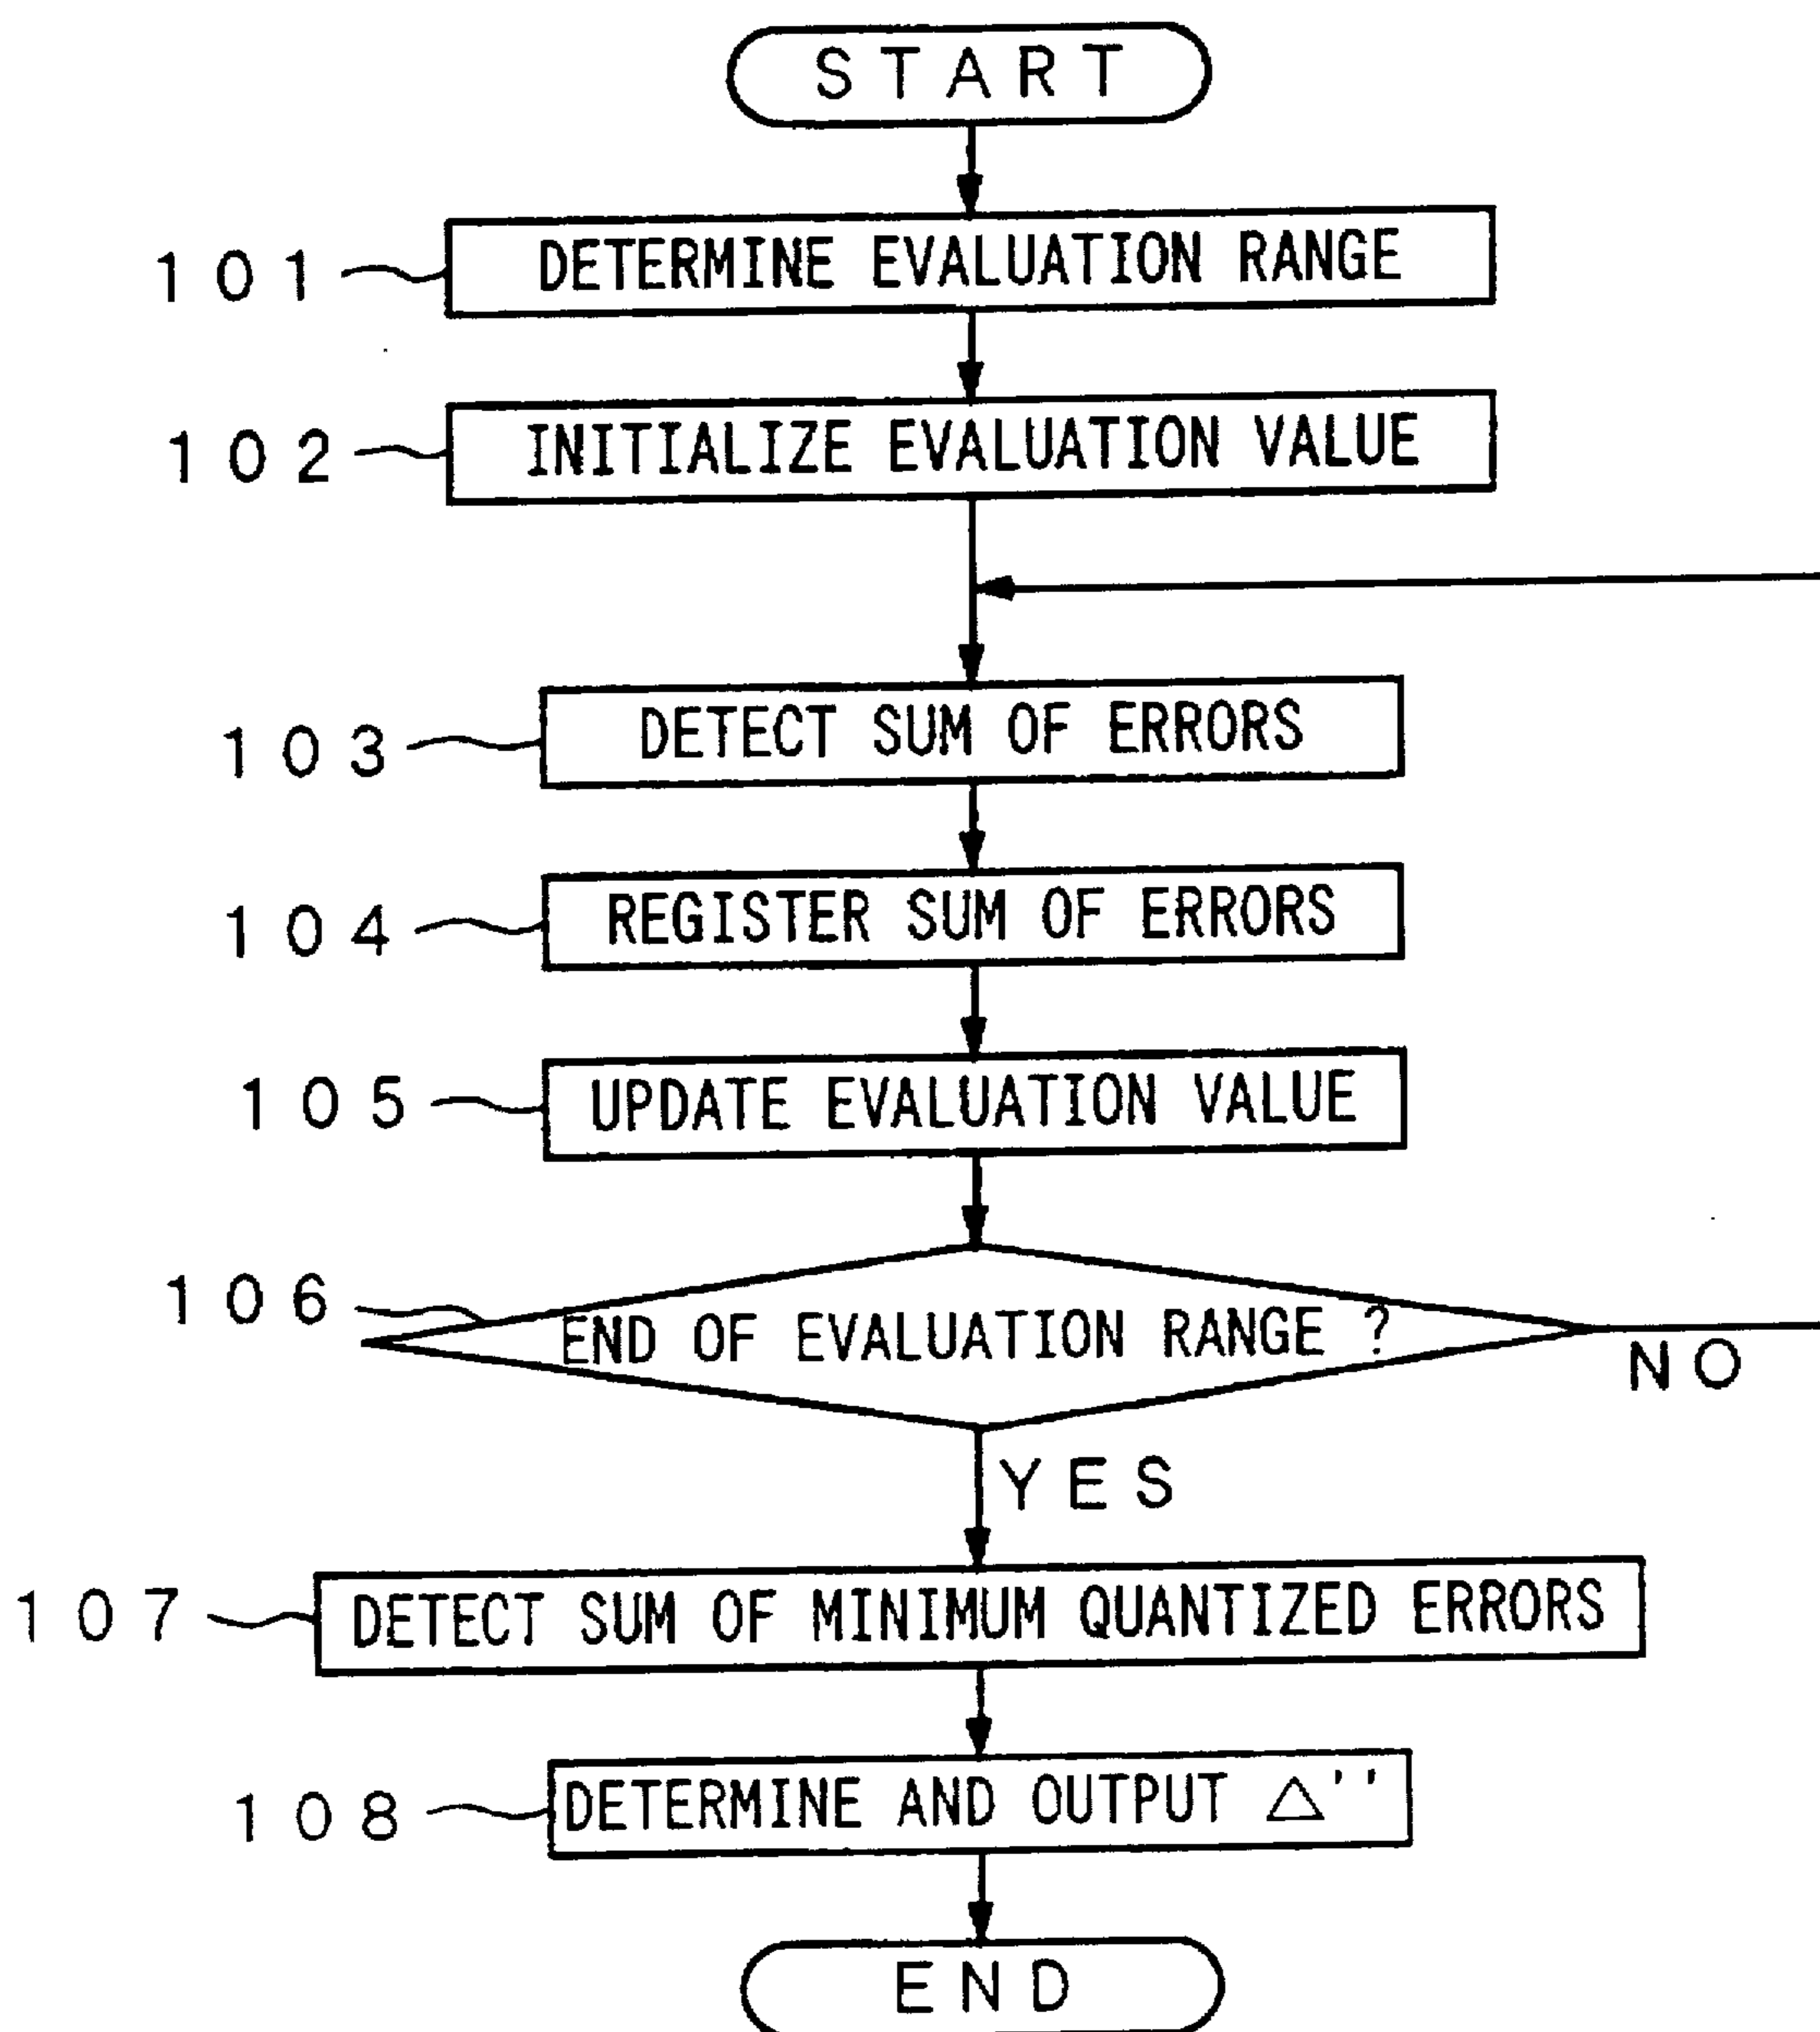 START
101 DETERMINE EVALUATION RANGE
102 INITIALIZE EVALUATION VALUE
103 DETECT SUM OF ERRORS
104 REGISTER SUM OF ERRORS
105 UPDATE EVALUATION VALUE
106 END OF EVALUATION RANGE ?
NO
YES
107 DETECT SUM OF MINIMUM QUANTIZED ERRORS
108 DETERMINE AND OUTPUT △''
END